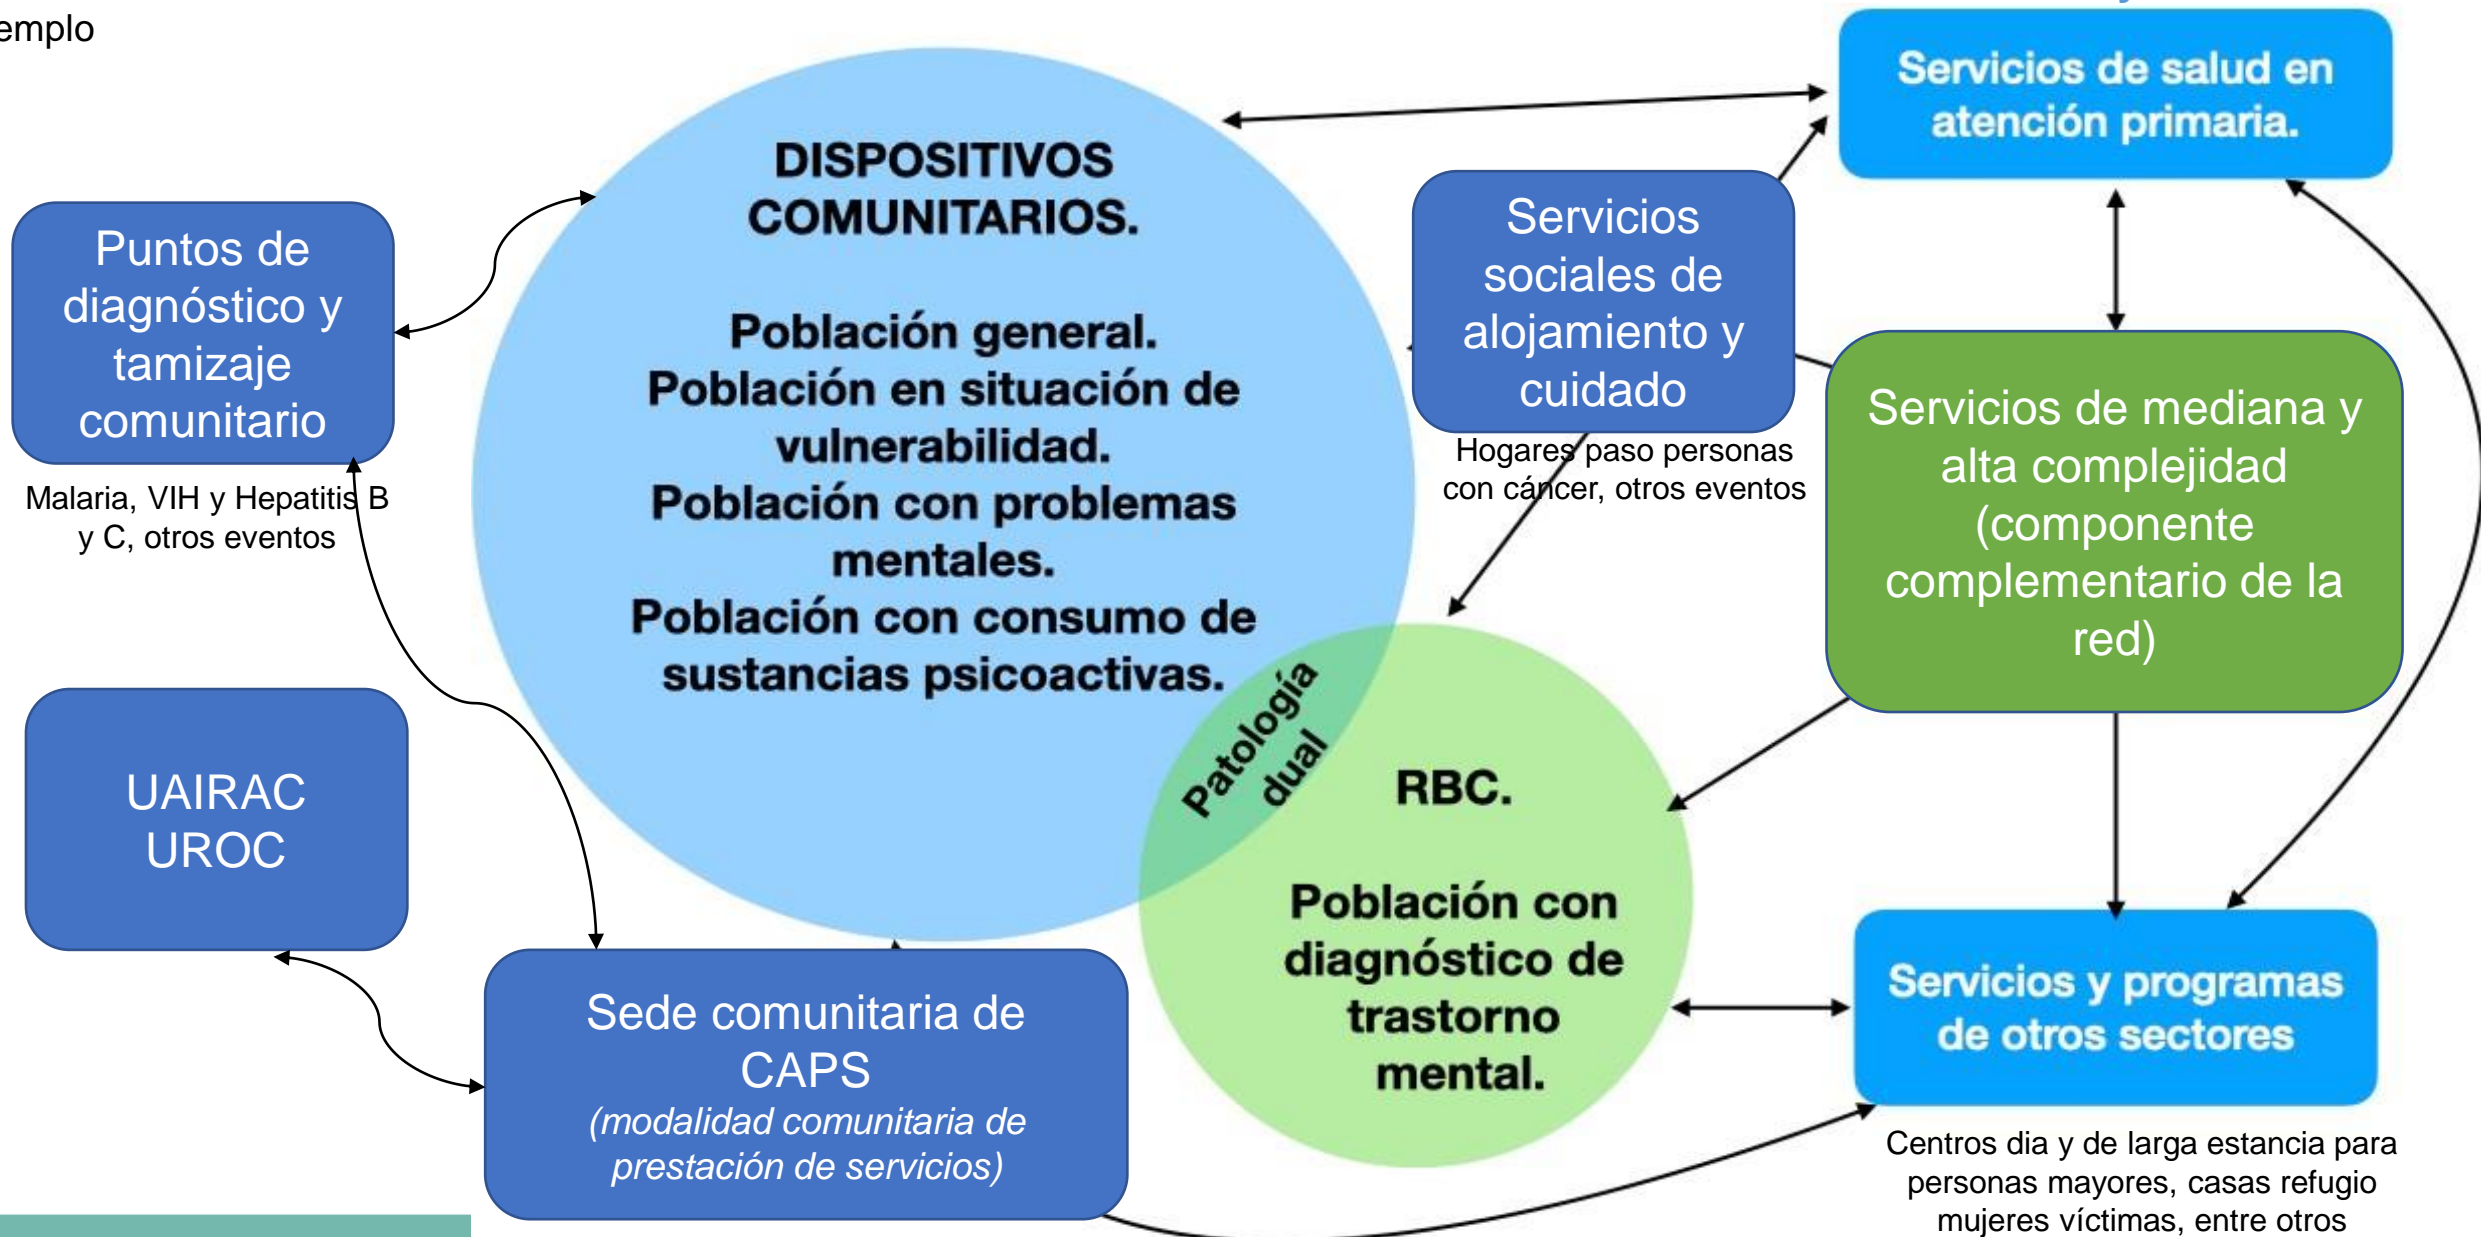 emplo
Servicios de salud en
atención primaria.
DISPOSITIVOS
COMUNITARIOS.
Población general.
Población en situación de
vulnerabilidad.
Población con problemas
mentales.
Población con consumo de
sustancias psicoactivas.
Puntos de
diagnóstico y
tamizaje
comunitario
Malaria, VIH y Hepatitis B
y C, otros eventos
Servicios
sociales de
alojamiento y
cuidado
Hogares paso personas
con cáncer, otros eventos
Servicios de mediana y
alta complejidad
(componente
complementario de la
red)
Patología
dual
RBC.
Población con
diagnóstico de
trastorno
mental.
UAIRAC
UROC
Sede comunitaria de
CAPS
(modalidad comunitaria de
prestación de servicios)
Servicios y programas
de otros sectores
Centros dia y de larga estancia para
personas mayores, casas refugio
mujeres víctimas, entre otros